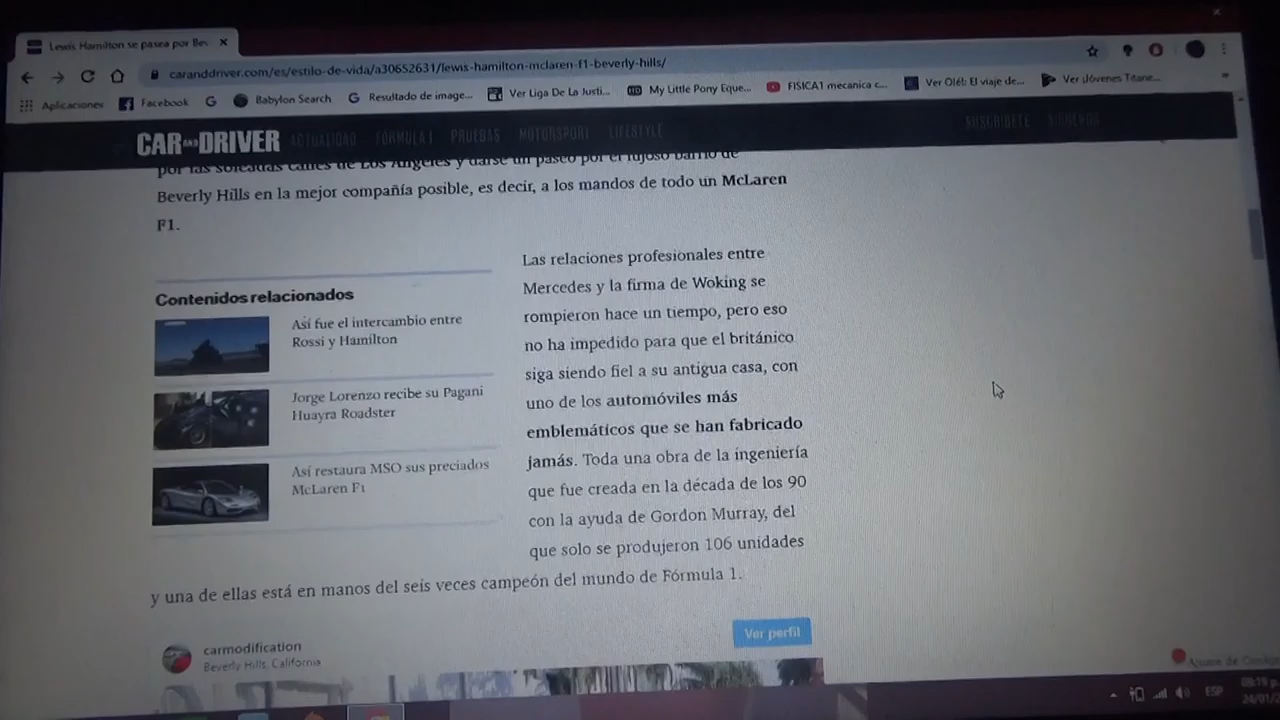 Lewis Hamilton se pasea por Bev
caranddriver.com/es/estilo-de-vida/a30652631/lewis-hamilton-mclaren-f1-beverly-hills/
Aplicaciones Facebook Babylon Search Resultado de image... Ver Liga De La Justi... My Little Pony Eque... FISICA1 mecanica c... Ver Olé! El viaje de... Ver Jóvenes Titane...
CAR AND DRIVER ACTUALIDAD FÓRMULA 1 PRUEBAS MOTORSPORT LIFESTYLE SUSCRÍBETE SÍGUENOS
por las soleadas calles de Los Ángeles y darse un paseo por el lujoso barrio de
Beverly Hills en la mejor compañía posible, es decir, a los mandos de todo un McLaren
F1.
Contenidos relacionados
Así fue el intercambio entre
Rossi y Hamilton
Jorge Lorenzo recibe su Pagani
Huayra Roadster
Así restaura MSO sus preciados
McLaren F1
Las relaciones profesionales entre
Mercedes y la firma de Woking se
rompieron hace un tiempo, pero eso
no ha impedido para que el británico
siga siendo fiel a su antigua casa, con
uno de los automóviles más
emblemáticos que se han fabricado
jamás. Toda una obra de la ingeniería
que fue creada en la década de los 90
con la ayuda de Gordon Murray, del
que solo se produjeron 106 unidades
y una de ellas está en manos del seis veces campeón del mundo de Fórmula 1.
carmodification
Beverly Hills, California
Ver perfil
ESP
24/01/2